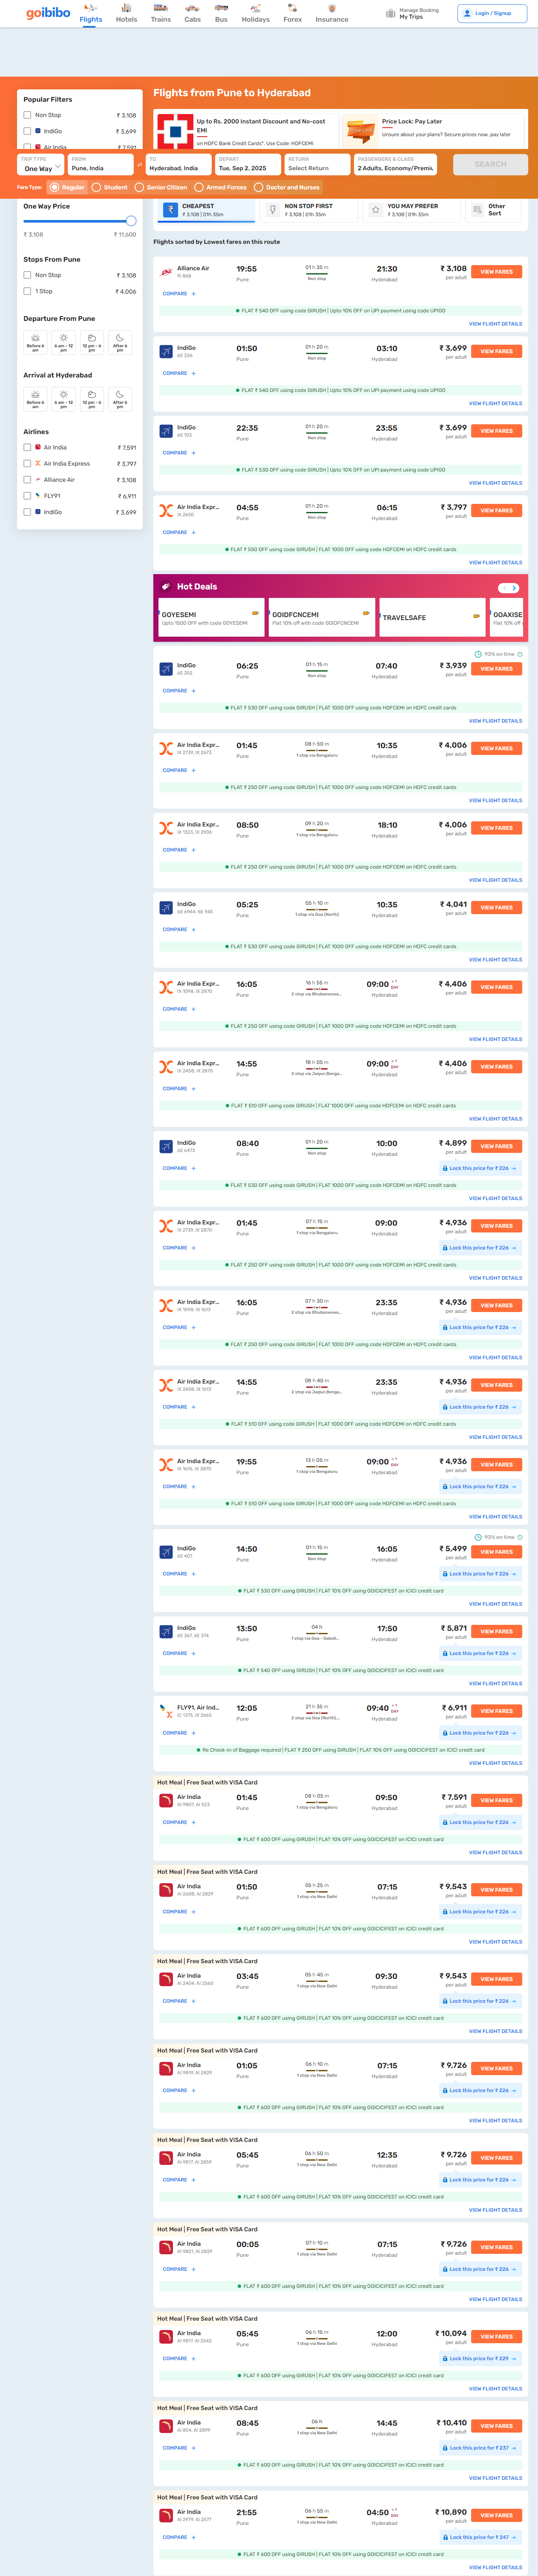 goibibo
Flights
Hotels
Trains
Cabs
Bus
Holidays
Forex
Insurance
Manage Booking
My Trips
Login / Signup
Popular Filters
Non Stop ₹ 3,108
IndiGo ₹ 3,699
Air India ₹ 7,591
Flights from Pune to Hyderabad
Up to Rs. 2000 Instant Discount and No-cost
EMI
on HDFC Bank Credit Cards*. Use Code: HDFCEMI
Price Lock: Pay Later
Unsure about your plans? Secure prices now, pay later
TRIP TYPE
One Way
FROM
Pune, India
TO
Hyderabad, India
DEPART
Tue, Sep 2, 2025
RETURN
Select Return
PASSENGERS & CLASS
2 Adults, Economy/Premiu
SEARCH
Fare Type: Regular Student Senior Citizen Armed Forces Doctor and Nurses
One Way Price
₹ 3,108 ₹ 11,600
Stops From Pune
Non Stop ₹ 3,108
1 Stop ₹ 4,006
Departure From Pune
Before 6 am
6 am - 12 pm
12 pm - 6 pm
After 6 pm
Arrival at Hyderabad
Before 6 am
6 am - 12 pm
12 pm - 6 pm
After 6 pm
Airlines
Air India ₹ 7,591
Air India Express ₹ 3,797
Alliance Air ₹ 3,108
FLY91 ₹ 6,911
IndiGo ₹ 3,699
CHEAPEST
₹ 3,108 | 01h 35m
NON STOP FIRST
₹ 3,108 | 01h 35m
YOU MAY PREFER
₹ 3,108 | 01h 35m
Other
Sort
Flights sorted by Lowest fares on this route
Alliance Air 19:55 01 h 35 m 21:30 ₹ 3,108 VIEW FARES
9I 868 Pune Non stop Hyderabad per adult
COMPARE +
FLAT ₹ 540 OFF using code GIRUSH | Upto 10% OFF on UPI payment using code UPIGO
VIEW FLIGHT DETAILS
IndiGo 01:50 01 h 20 m 03:10 ₹ 3,699 VIEW FARES
6E 336 Pune Non stop Hyderabad per adult
COMPARE +
FLAT ₹ 540 OFF using code GIRUSH | Upto 10% OFF on UPI payment using code UPIGO
VIEW FLIGHT DETAILS
IndiGo 22:35 01 h 20 m 23:55 ₹ 3,699 VIEW FARES
6E 103 Pune Non stop Hyderabad per adult
COMPARE +
FLAT ₹ 530 OFF using code GIRUSH | Upto 10% OFF on UPI payment using code UPIGO
VIEW FLIGHT DETAILS
Air India Expr... 04:55 01 h 20 m 06:15 ₹ 3,797 VIEW FARES
IX 2650 Pune Non stop Hyderabad per adult
COMPARE +
FLAT ₹ 550 OFF using code GIRUSH | FLAT 1000 OFF using code HDFCEMI on HDFC credit cards
VIEW FLIGHT DETAILS
Hot Deals
GOYESEMI
Upto 1500 OFF with code GOYESEMI
GOIDFCNCEMI
Flat 10% off with code GOIDFCNCEMI
TRAVELSAFE
GOAXISE
Flat 10% off
93% on time
IndiGo 06:25 01 h 15 m 07:40 ₹ 3,939 VIEW FARES
6E 352 Pune Non stop Hyderabad per adult
COMPARE +
FLAT ₹ 530 OFF using code GIRUSH | FLAT 1000 OFF using code HDFCEMI on HDFC credit cards
VIEW FLIGHT DETAILS
Air India Expr... 01:45 08 h 50 m 10:35 ₹ 4,006 VIEW FARES
IX 2739, IX 2673 Pune 1 stop via Bengaluru Hyderabad per adult
COMPARE +
FLAT ₹ 250 OFF using code GIRUSH | FLAT 1000 OFF using code HDFCEMI on HDFC credit cards
VIEW FLIGHT DETAILS
Air India Expr... 08:50 09 h 20 m 18:10 ₹ 4,006 VIEW FARES
IX 1323, IX 2906 Pune 1 stop via Bengaluru Hyderabad per adult
COMPARE +
FLAT ₹ 250 OFF using code GIRUSH | FLAT 1000 OFF using code HDFCEMI on HDFC credit cards
VIEW FLIGHT DETAILS
IndiGo 05:25 05 h 10 m 10:35 ₹ 4,041 VIEW FARES
6E 6944, 6E 945 Pune 1 stop via Goa (North) Hyderabad per adult
COMPARE +
FLAT ₹ 530 OFF using code GIRUSH | FLAT 1000 OFF using code HDFCEMI on HDFC credit cards
VIEW FLIGHT DETAILS
Air India Expr... 16:05 16 h 55 m 09:00 +1 DAY ₹ 4,406 VIEW FARES
IX 1098, IX 2870 Pune 2 stop via Bhubaneswa... Hyderabad per adult
COMPARE +
FLAT ₹ 250 OFF using code GIRUSH | FLAT 1000 OFF using code HDFCEMI on HDFC credit cards
VIEW FLIGHT DETAILS
Air India Expr... 14:55 18 h 05 m 09:00 +1 DAY ₹ 4,406 VIEW FARES
IX 2458, IX 2870 Pune 2 stop via Jaipur,Benga... Hyderabad per adult
COMPARE +
FLAT ₹ 510 OFF using code GIRUSH | FLAT 1000 OFF using code HDFCEMI on HDFC credit cards
VIEW FLIGHT DETAILS
IndiGo 08:40 01 h 20 m 10:00 ₹ 4,899 VIEW FARES
6E 6473 Pune Non stop Hyderabad per adult
COMPARE + Lock this price for ₹ 226 →
FLAT ₹ 530 OFF using code GIRUSH | FLAT 1000 OFF using code HDFCEMI on HDFC credit cards
VIEW FLIGHT DETAILS
Air India Expr... 01:45 07 h 15 m 09:00 ₹ 4,936 VIEW FARES
IX 2739, IX 2870 Pune 1 stop via Bengaluru Hyderabad per adult
COMPARE + Lock this price for ₹ 226 →
FLAT ₹ 250 OFF using code GIRUSH | FLAT 1000 OFF using code HDFCEMI on HDFC credit cards
VIEW FLIGHT DETAILS
Air India Expr... 16:05 07 h 30 m 23:35 ₹ 4,936 VIEW FARES
IX 1098, IX 1613 Pune 2 stop via Bhubaneswa... Hyderabad per adult
COMPARE + Lock this price for ₹ 226 →
FLAT ₹ 250 OFF using code GIRUSH | FLAT 1000 OFF using code HDFCEMI on HDFC credit cards
VIEW FLIGHT DETAILS
Air India Expr... 14:55 08 h 40 m 23:35 ₹ 4,936 VIEW FARES
IX 2458, IX 1613 Pune 2 stop via Jaipur,Benga... Hyderabad per adult
COMPARE + Lock this price for ₹ 226 →
FLAT ₹ 510 OFF using code GIRUSH | FLAT 1000 OFF using code HDFCEMI on HDFC credit cards
VIEW FLIGHT DETAILS
Air India Expr... 19:55 13 h 05 m 09:00 +1 DAY ₹ 4,936 VIEW FARES
IX 1676, IX 2870 Pune 1 stop via Bengaluru Hyderabad per adult
COMPARE + Lock this price for ₹ 226 →
FLAT ₹ 510 OFF using code GIRUSH | FLAT 1000 OFF using code HDFCEMI on HDFC credit cards
VIEW FLIGHT DETAILS
93% on time
IndiGo 14:50 01 h 15 m 16:05 ₹ 5,499 VIEW FARES
6E 407 Pune Non stop Hyderabad per adult
COMPARE + Lock this price for ₹ 226 →
FLAT ₹ 530 OFF using GIRUSH | FLAT 10% OFF using GOICICIFEST on ICICI credit card
VIEW FLIGHT DETAILS
IndiGo 13:50 04 h 17:50 ₹ 5,871 VIEW FARES
6E 367, 6E 374 Pune 1 stop via Goa - Daboli... Hyderabad per adult
COMPARE + Lock this price for ₹ 226 →
FLAT ₹ 540 OFF using GIRUSH | FLAT 10% OFF using GOICICIFEST on ICICI credit card
VIEW FLIGHT DETAILS
FLY91, Air Ind... 12:05 21 h 35 m 09:40 +1 DAY ₹ 6,911 VIEW FARES
IC 1375, IX 2665 Pune 2 stop via Goa (North),... Hyderabad per adult
COMPARE + Lock this price for ₹ 226 →
Re Check-in of Baggage required | FLAT ₹ 250 OFF using GIRUSH | FLAT 10% OFF using GOICICIFEST on ICICI credit card
VIEW FLIGHT DETAILS
Hot Meal | Free Seat with VISA Card
Air India 01:45 08 h 05 m 09:50 ₹ 7,591 VIEW FARES
AI 9807, AI 523 Pune 1 stop via Bengaluru Hyderabad per adult
COMPARE + Lock this price for ₹ 226 →
FLAT ₹ 600 OFF using GIRUSH | FLAT 10% OFF using GOICICIFEST on ICICI credit card
VIEW FLIGHT DETAILS
Hot Meal | Free Seat with VISA Card
Air India 01:50 05 h 25 m 07:15 ₹ 9,543 VIEW FARES
AI 2608, AI 2829 Pune 1 stop via New Delhi Hyderabad per adult
COMPARE + Lock this price for ₹ 226 →
FLAT ₹ 600 OFF using GIRUSH | FLAT 10% OFF using GOICICIFEST on ICICI credit card
VIEW FLIGHT DETAILS
Hot Meal | Free Seat with VISA Card
Air India 03:45 05 h 45 m 09:30 ₹ 9,543 VIEW FARES
AI 2404, AI 2560 Pune 1 stop via New Delhi Hyderabad per adult
COMPARE + Lock this price for ₹ 226 →
FLAT ₹ 600 OFF using GIRUSH | FLAT 10% OFF using GOICICIFEST on ICICI credit card
VIEW FLIGHT DETAILS
Hot Meal | Free Seat with VISA Card
Air India 01:05 06 h 10 m 07:15 ₹ 9,726 VIEW FARES
AI 9819, AI 2829 Pune 1 stop via New Delhi Hyderabad per adult
COMPARE + Lock this price for ₹ 226 →
FLAT ₹ 600 OFF using GIRUSH | FLAT 10% OFF using GOICICIFEST on ICICI credit card
VIEW FLIGHT DETAILS
Hot Meal | Free Seat with VISA Card
Air India 05:45 06 h 50 m 12:35 ₹ 9,726 VIEW FARES
AI 9817, AI 2859 Pune 1 stop via New Delhi Hyderabad per adult
COMPARE + Lock this price for ₹ 226 →
FLAT ₹ 600 OFF using GIRUSH | FLAT 10% OFF using GOICICIFEST on ICICI credit card
VIEW FLIGHT DETAILS
Hot Meal | Free Seat with VISA Card
Air India 00:05 07 h 10 m 07:15 ₹ 9,726 VIEW FARES
AI 9821, AI 2829 Pune 1 stop via New Delhi Hyderabad per adult
COMPARE + Lock this price for ₹ 226 →
FLAT ₹ 600 OFF using GIRUSH | FLAT 10% OFF using GOICICIFEST on ICICI credit card
VIEW FLIGHT DETAILS
Hot Meal | Free Seat with VISA Card
Air India 05:45 06 h 15 m 12:00 ₹ 10,094 VIEW FARES
AI 9817, AI 2542 Pune 1 stop via New Delhi Hyderabad per adult
COMPARE + Lock this price for ₹ 229 →
FLAT ₹ 600 OFF using GIRUSH | FLAT 10% OFF using GOICICIFEST on ICICI credit card
VIEW FLIGHT DETAILS
Hot Meal | Free Seat with VISA Card
Air India 08:45 06 h 14:45 ₹ 10,410 VIEW FARES
AI 854, AI 2899 Pune 1 stop via New Delhi Hyderabad per adult
COMPARE + Lock this price for ₹ 237 →
FLAT ₹ 600 OFF using GIRUSH | FLAT 10% OFF using GOICICIFEST on ICICI credit card
VIEW FLIGHT DETAILS
Hot Meal | Free Seat with VISA Card
Air India 21:55 06 h 55 m 04:50 +1 DAY ₹ 10,890 VIEW FARES
AI 2979, AI 2577 Pune 1 stop via New Delhi Hyderabad per adult
COMPARE + Lock this price for ₹ 247 →
FLAT ₹ 600 OFF using GIRUSH | FLAT 10% OFF using GOICICIFEST on ICICI credit card
VIEW FLIGHT DETAILS